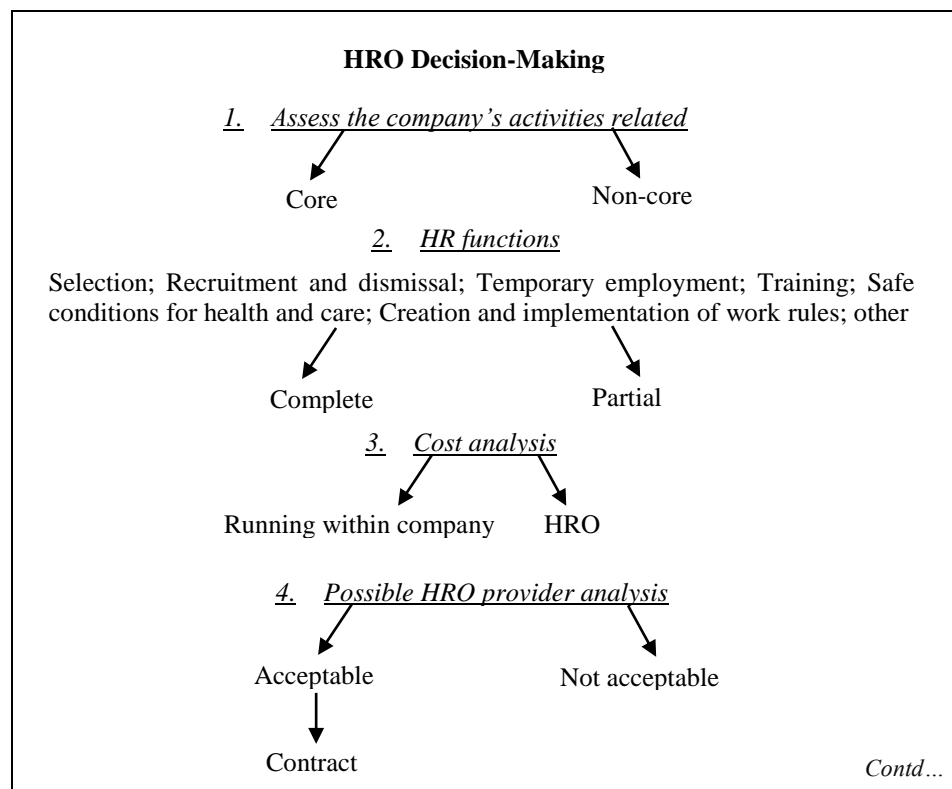 HRO Decision-Making
1. Assess the company’s activities related
Core
Non-core
2. HR functions
Selection; Recruitment and dismissal; Temporary employment; Training; Safe
conditions for health and care; Creation and implementation of work rules; other
Complete
Partial
3. Cost analysis
Running within company
HRO
4. Possible HRO provider analysis
Acceptable
Not acceptable
Contract
Contd…